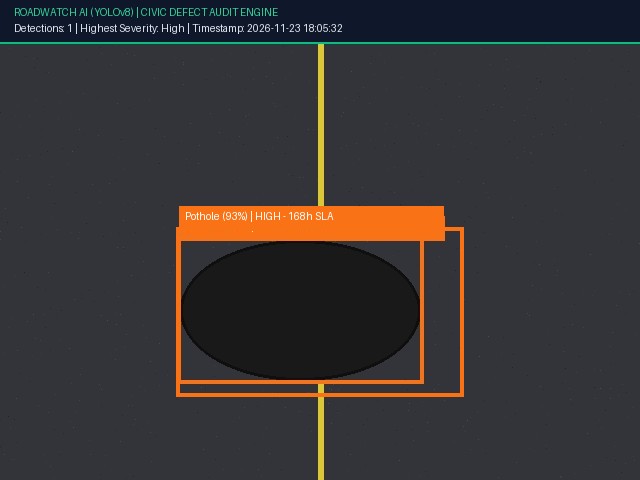 ROADWATCH AI (YOLOv8) | CIVIC DEFECT AUDIT ENGINE
Detections: 1 | Highest Severity: High | Timestamp: 2026-11-23 18:05:32
Pothole (93%) | HIGH - 168h SLA